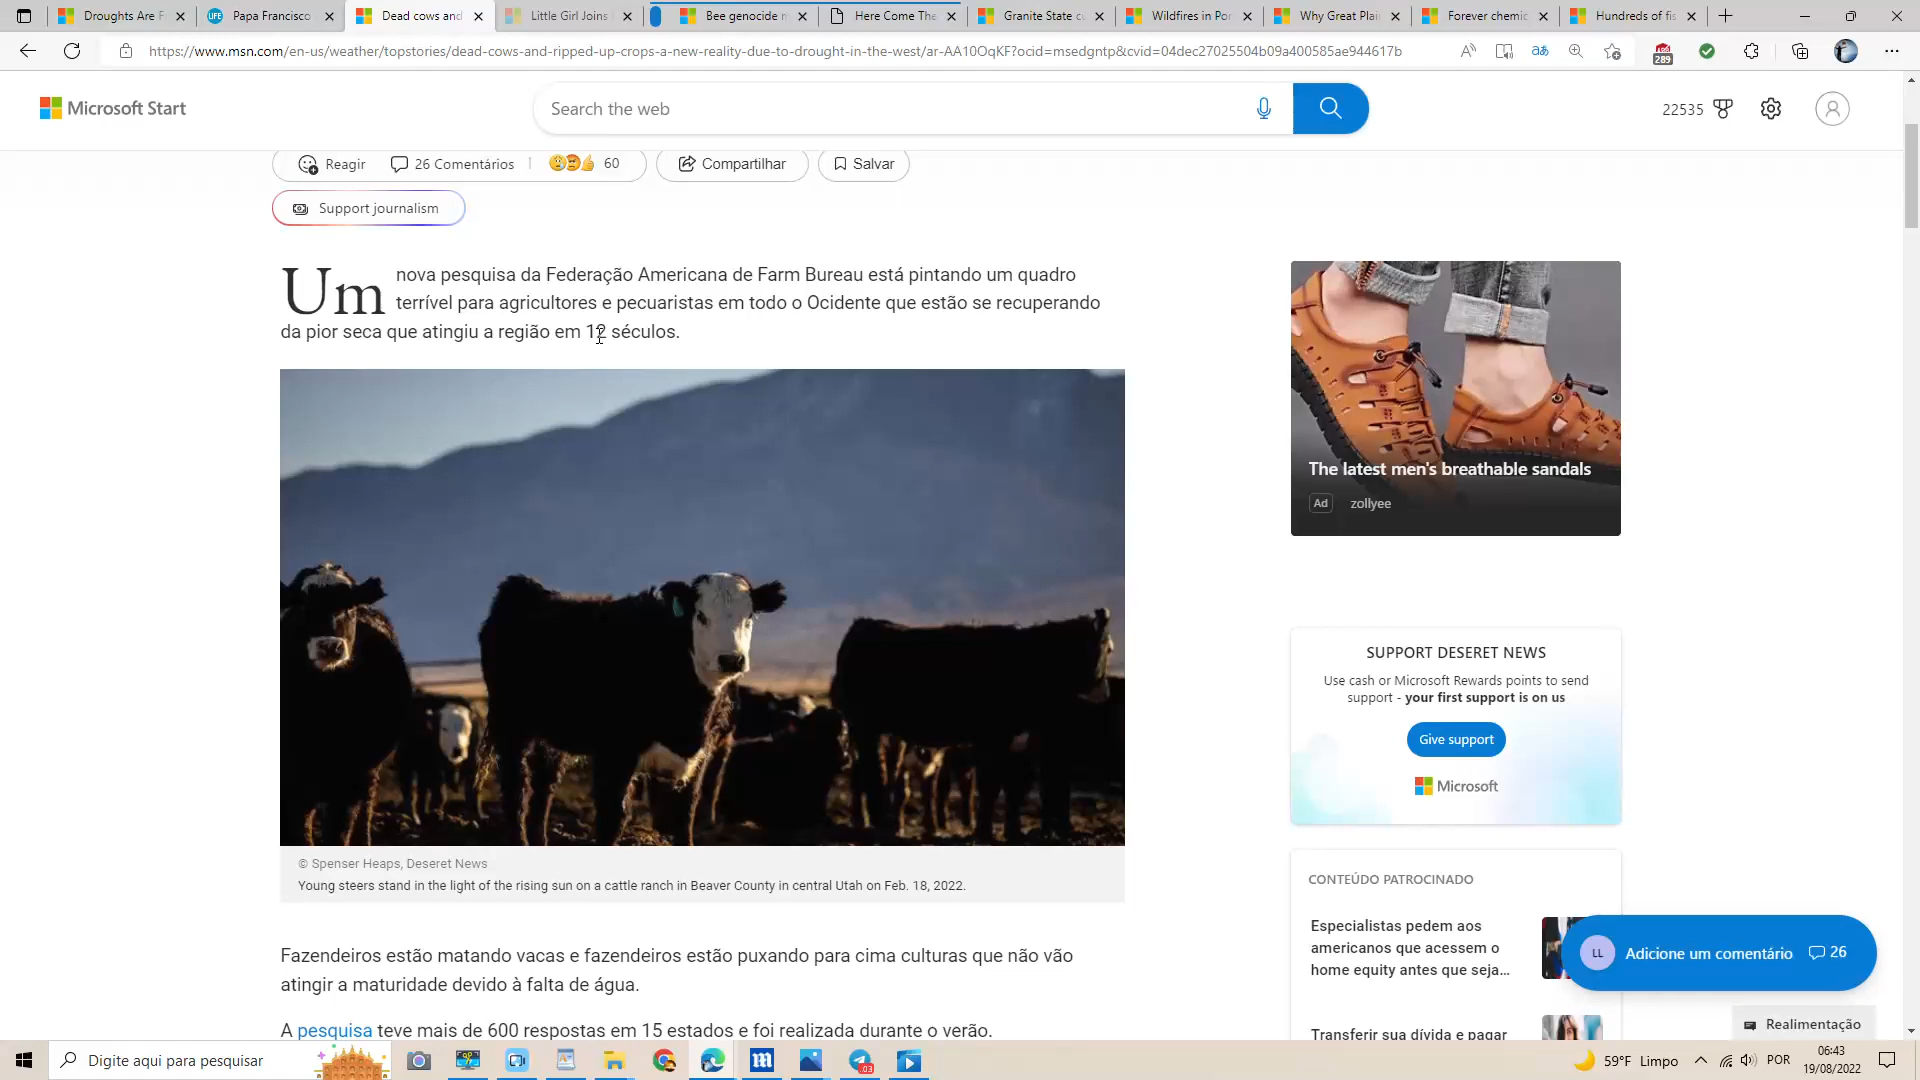 Droughts Are F
Papa Francisco
Dead cows and
Little Girl Joins
Bee genocide m
Here Come The
Granite State c
Wildfires in Por
Why Great Plai
Forever chemic
Hundreds of fis
https://www.msn.com/en-us/weather/topstories/dead-cows-and-ripped-up-crops-a-new-reality-due-to-drought-in-the-west/ar-AA10OqKF?ocid=msedgntp&cvid=04dec27025504b09a400585ae944617b
aあ
289
Microsoft Start
Search the web
22535
Reagir
26 Comentários
60
Compartilhar
Salvar
Support journalism
Um nova pesquisa da Federação Americana de Farm Bureau está pintando um quadro
terrível para agricultores e pecuaristas em todo o Ocidente que estão se recuperando
da pior seca que atingiu a região em 12 séculos.
© Spenser Heaps, Deseret News
Young steers stand in the light of the rising sun on a cattle ranch in Beaver County in central Utah on Feb. 18, 2022.
Fazendeiros estão matando vacas e fazendeiros estão puxando para cima culturas que não vão
atingir a maturidade devido à falta de água.
A pesquisa teve mais de 600 respostas em 15 estados e foi realizada durante o verão.
The latest men's breathable sandals
Ad zollyee
SUPPORT DESERET NEWS
Use cash or Microsoft Rewards points to send
support - your first support is on us
Give support
Microsoft
CONTEÚDO PATROCINADO
Especialistas pedem aos
americanos que acessem o
home equity antes que seja...
Transferir sua dívida e pagar
LL
Adicione um comentário
26
Realimentação
Digite aqui para pesquisar
.03
59°F Limpo
POR
06:43
19/08/2022